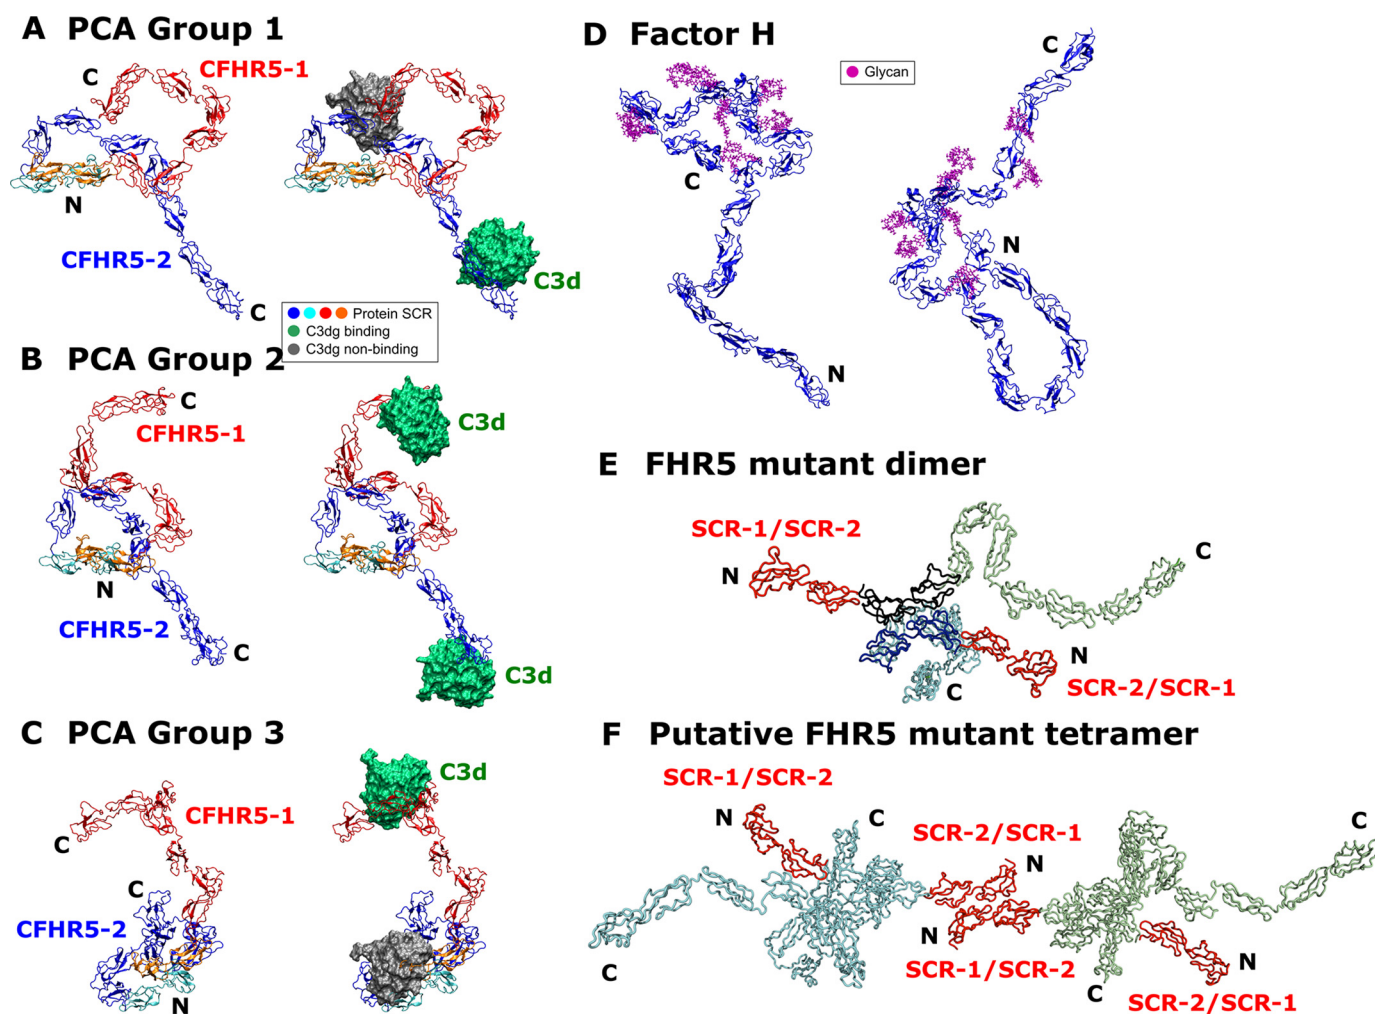 A PCA Group 1
C
CFHR5-1
N
CFHR5-2
C
C3d
Protein SCR
C3dg binding
C3dg non-binding
B PCA Group 2
C
CFHR5-1
N
CFHR5-2
C
C3d
C3d
C PCA Group 3
CFHR5-1
C
C
CFHR5-2
N
C3d
D Factor H
Glycan
C
N
C
N
E FHR5 mutant dimer
SCR-1/SCR-2
N
C
N
C
SCR-2/SCR-1
F Putative FHR5 mutant tetramer
SCR-1/SCR-2
N
C
SCR-2/SCR-1
N
C
C
N
SCR-1/SCR-2
N
C
SCR-2/SCR-1